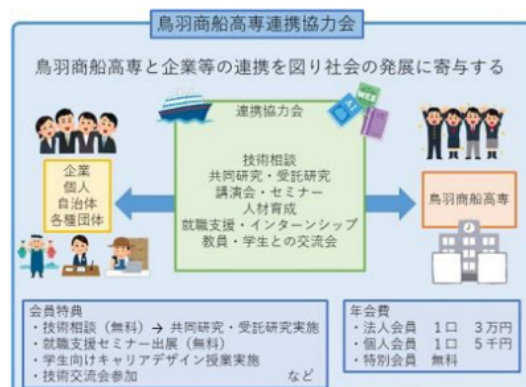 鳥羽商船高専連携協力会
鳥羽商船高専と企業等の連携を図り社会の発展に寄与する
連携協力会
技術相談
共同研究・受託研究
講演会・セミナー
人材育成
就職支援・インターンシップ
教員・学生との交流会
企業
個人
自治体
各種団体
鳥羽商船高専
会員特典
・技術相談（無料）→ 共同研究・受託研究実施
・就職支援セミナー出展（無料）
・学生向けキャリアデザイン授業実施
・技術交流会参加 など
年会費
・法人会員 1口 3万円
・個人会員 1口 5千円
・特別会員 無料